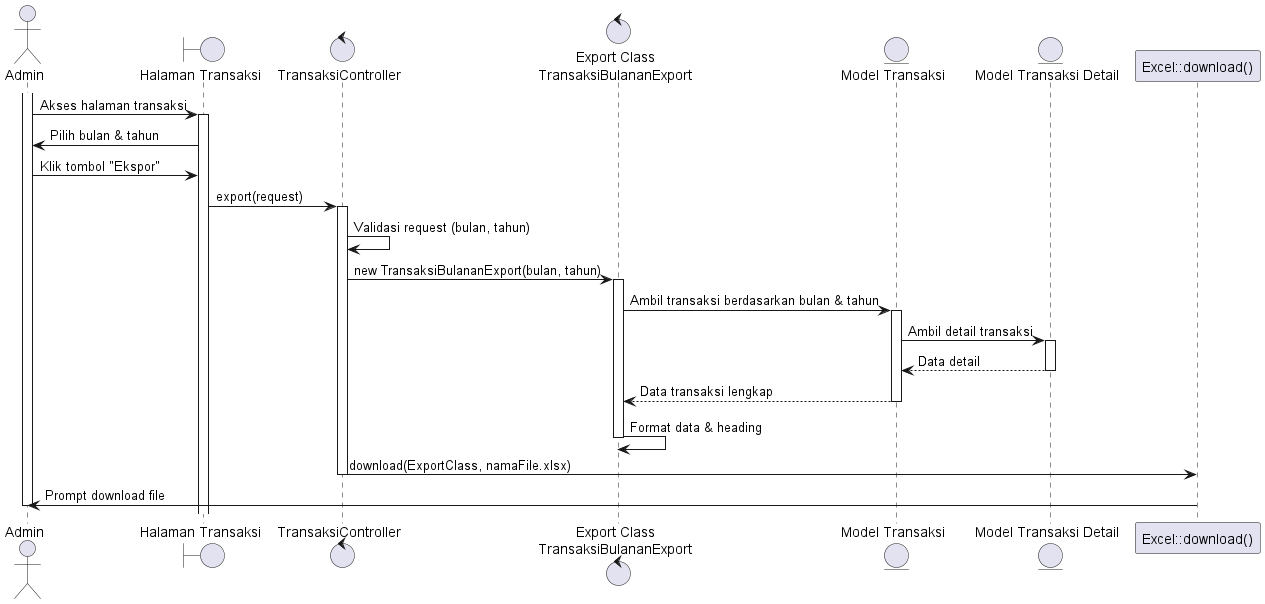 Admin
Halaman Transaksi
TransaksiController
Export Class
TransaksiBulananExport
Model Transaksi
Model Transaksi Detail
Excel::download()
Akses halaman transaksi
Pilih bulan & tahun
Klik tombol "Ekspor"
export(request)
Validasi request (bulan, tahun)
new TransaksiBulananExport(bulan, tahun)
Ambil transaksi berdasarkan bulan & tahun
Ambil detail transaksi
Data detail
Data transaksi lengkap
Format data & heading
download(ExportClass, namaFile.xlsx)
Prompt download file
Admin
Halaman Transaksi
TransaksiController
Export Class
TransaksiBulananExport
Model Transaksi
Model Transaksi Detail
Excel::download()